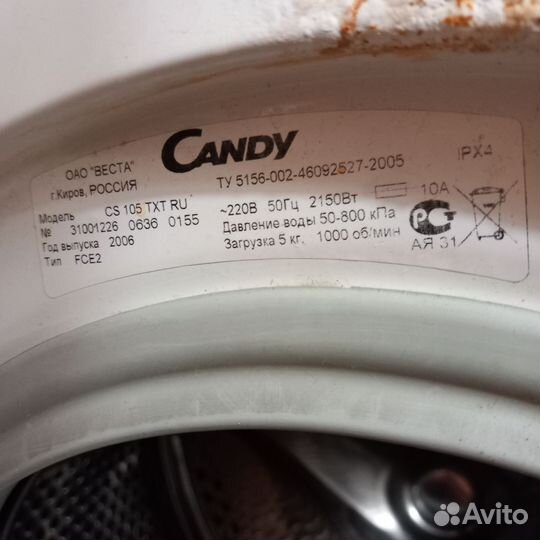 CANDY
ОАО "ВЕСТА"
г.Киров, РОССИЯ
ТУ 5156-002-46092527-2005
IPX4
Модель CS 105 TXT RU
№ 31001226 0636 0155
Год выпуска 2006
Тип FCE2
~220В 50Гц 2150Вт 10А
Давление воды 50-800 кПа
Загрузка 5 кг. 1000 об/мин
РСТ
АЯ 31
Avito